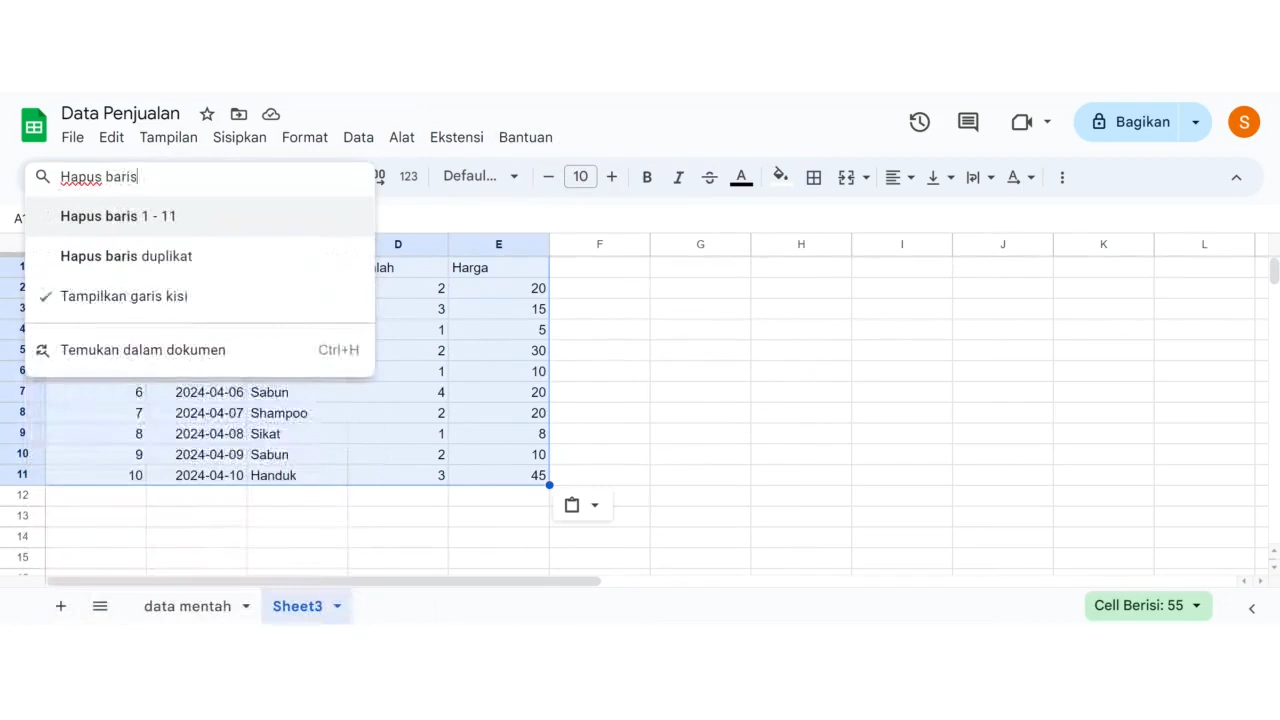 Data Penjualan
File Edit Tampilan Sisipkan Format Data Alat Ekstensi Bantuan
Bagikan
S
Hapus baris
123 Defaul... 10 B I A A
Hapus baris 1 - 11
Hapus baris duplikat
Tampilkan garis kisi
Temukan dalam dokumen Ctrl+H
D E F G H I J K L
1 Harga
2 2 20
3 3 15
4 1 5
5 2 30
6 1 10
7 6 2024-04-06 Sabun 4 20
8 7 2024-04-07 Shampoo 2 20
9 8 2024-04-08 Sikat 1 8
10 9 2024-04-09 Sabun 2 10
11 10 2024-04-10 Handuk 3 45
12
13
14
15
data mentah Sheet3 Cell Berisi: 55